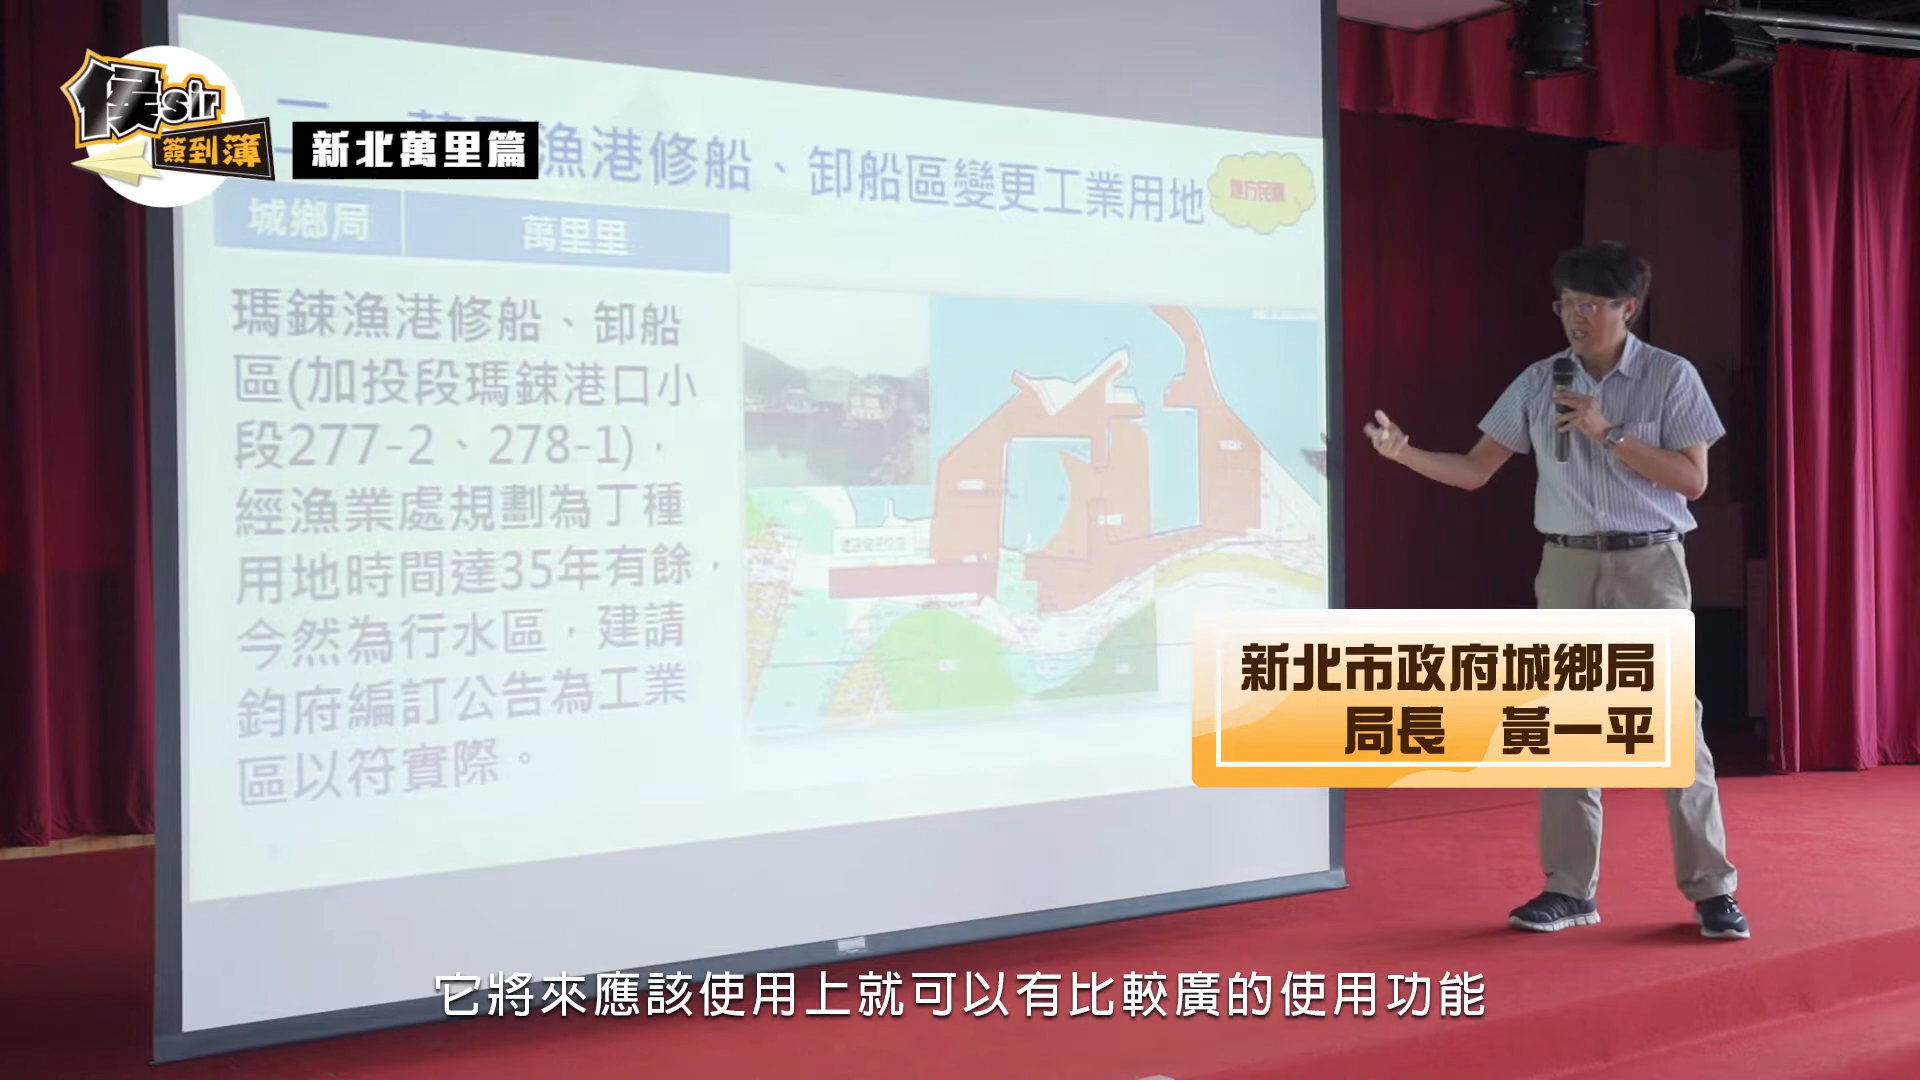 侯sir
簽到簿
新北萬里篇
漁港修船、卸船區變更工業用地
城鄉局
萬里里
瑪鋉漁港修船、卸船
區(加投段瑪鋉港口小
段277-2、278-1)，
經漁業處規劃為丁種
用地時間達35年有餘，
今然為行水區，建請
鈞府編訂公告為工業
區以符實際。
新北市政府城鄉局
局長 黃一平
它將來應該使用上就可以有比較廣的使用功能